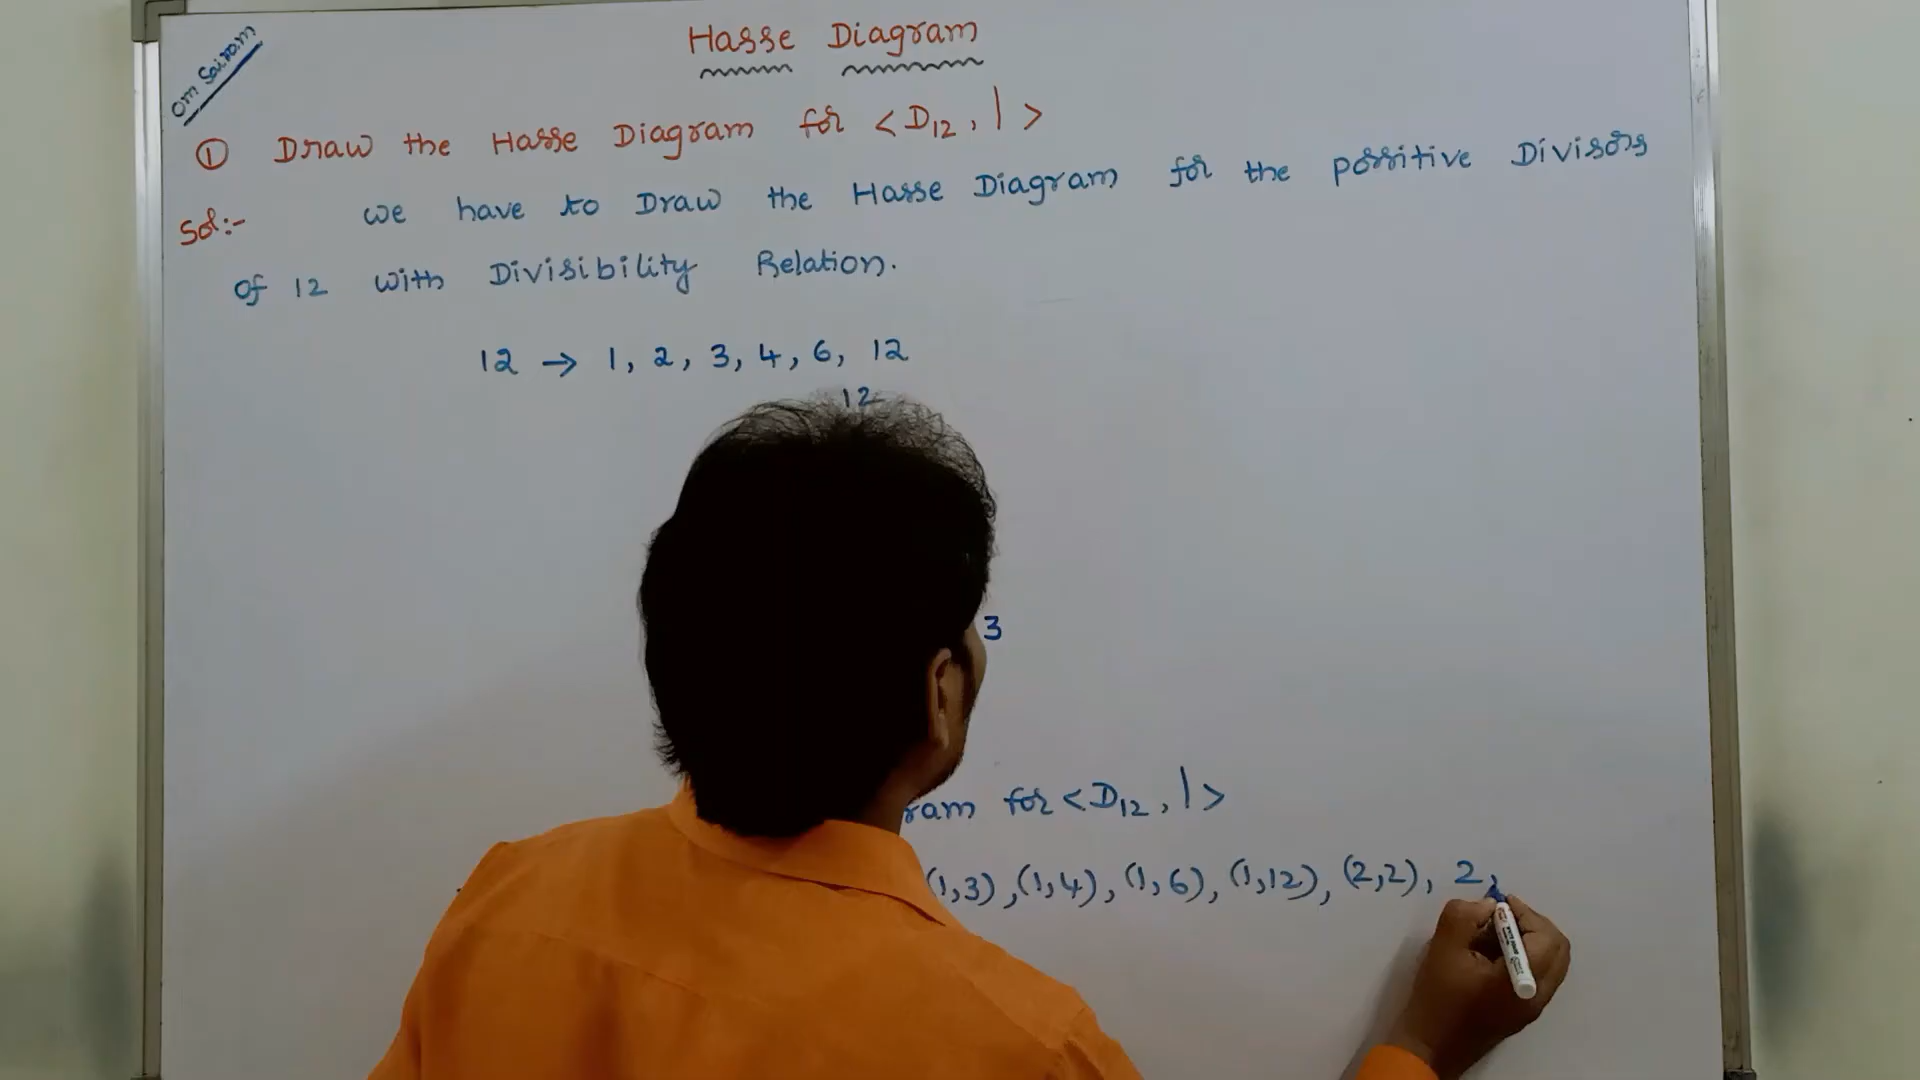 Om Sairam
Hasse Diagram
① Draw the Hasse Diagram for <D12, |>
Sol:- we have to Draw the Hasse Diagram for the possitive Divisors
of 12 with Divisibility Relation.
12 → 1, 2, 3, 4, 6, 12
12
3
ram for <D12, |>
(1,3), (1,4), (1,6), (1,12), (2,2), 2,